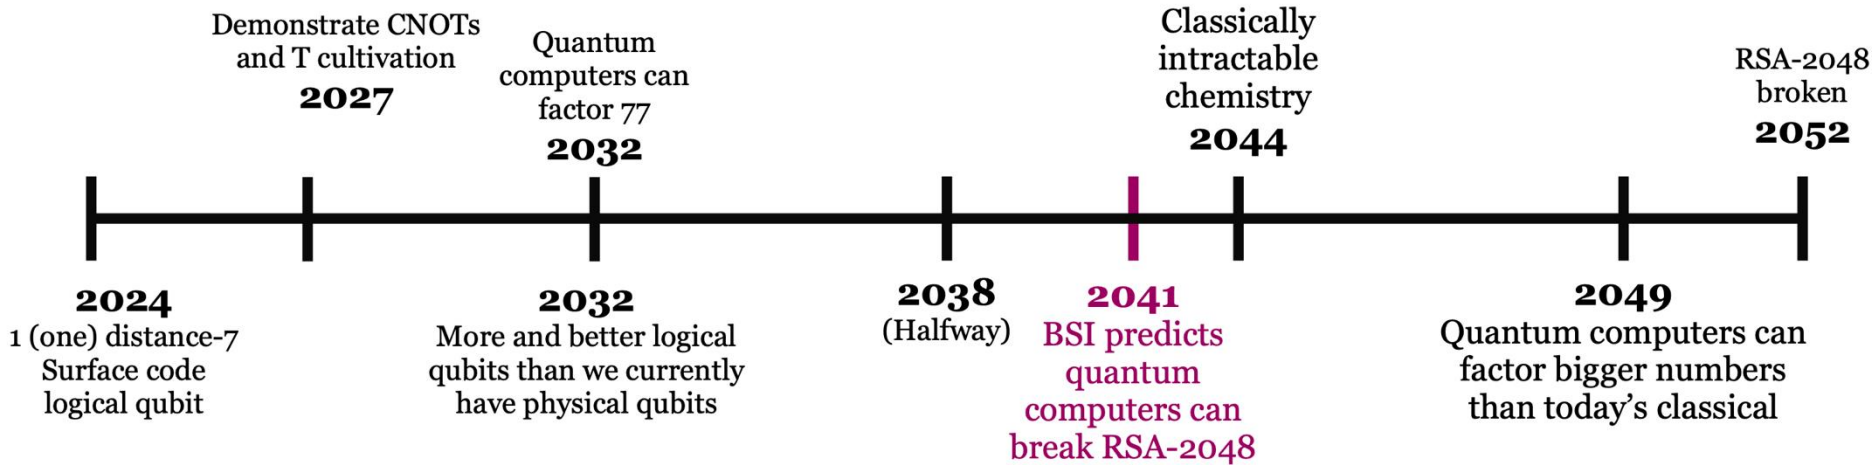 Demonstrate CNOTs
and T cultivation
2027
Quantum
computers can
factor 77
2032
Classically
intractable
chemistry
2044
RSA-2048
broken
2052
2024
1 (one) distance-7
Surface code
logical qubit
2032
More and better logical
qubits than we currently
have physical qubits
2038
(Halfway)
2041
BSI predicts
quantum
computers can
break RSA-2048
2049
Quantum computers can
factor bigger numbers
than today’s classical